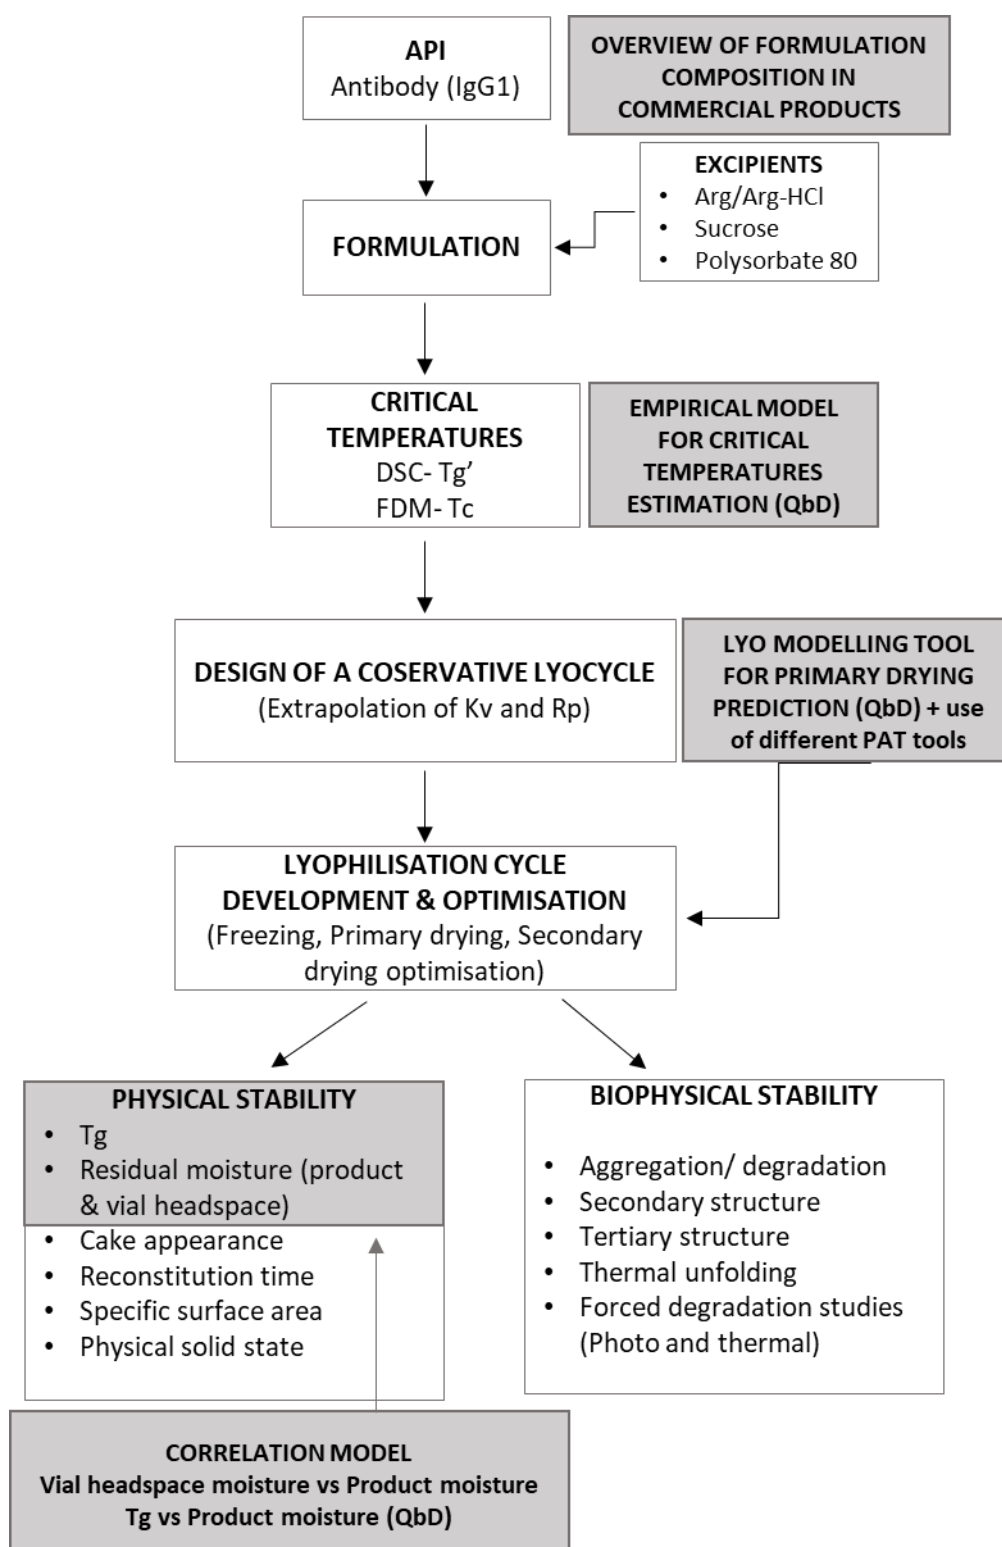 API
Antibody (IgG1)
OVERVIEW OF FORMULATION
COMPOSITION IN
COMMERCIAL PRODUCTS
EXCIPIENTS
• Arg/Arg-HCl
• Sucrose
• Polysorbate 80
FORMULATION
CRITICAL
TEMPERATURES
DSC- Tg’
FDM- Tc
EMPIRICAL MODEL
FOR CRITICAL
TEMPERATURES
ESTIMATION (QbD)
DESIGN OF A COSERVATIVE LYOCYCLE
(Extrapolation of Kv and Rp)
LYO MODELLING TOOL
FOR PRIMARY DRYING
PREDICTION (QbD) + use
of different PAT tools
LYOPHILISATION CYCLE
DEVELOPMENT & OPTIMISATION
(Freezing, Primary drying, Secondary
drying optimisation)
PHYSICAL STABILITY
• Tg
• Residual moisture (product
& vial headspace)
• Cake appearance
• Reconstitution time
• Specific surface area
• Physical solid state
BIOPHYSICAL STABILITY
• Aggregation/ degradation
• Secondary structure
• Tertiary structure
• Thermal unfolding
• Forced degradation studies
(Photo and thermal)
CORRELATION MODEL
Vial headspace moisture vs Product moisture
Tg vs Product moisture (QbD)